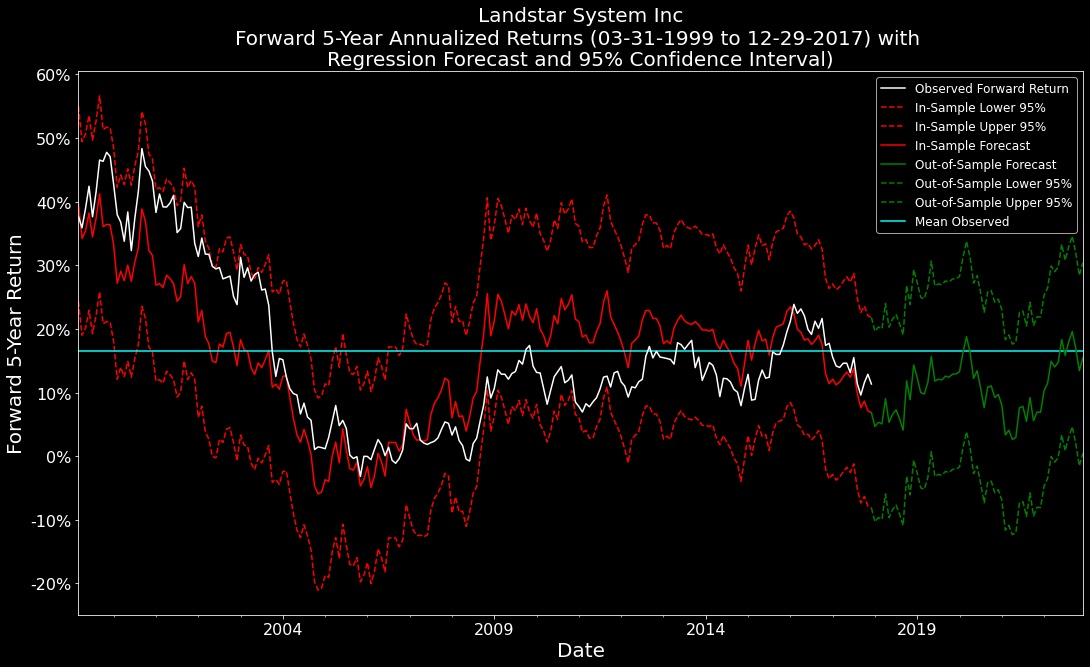 Landstar System Inc
Forward 5-Year Annualized Returns (03-31-1999 to 12-29-2017) with
Regression Forecast and 95% Confidence Interval)
60%
50%
40%
30%
20%
10%
0%
-10%
-20%
Forward 5-Year Return
Observed Forward Return
In-Sample Lower 95%
In-Sample Upper 95%
In-Sample Forecast
Out-of-Sample Forecast
Out-of-Sample Lower 95%
Out-of-Sample Upper 95%
Mean Observed
2004
2009
2014
2019
Date